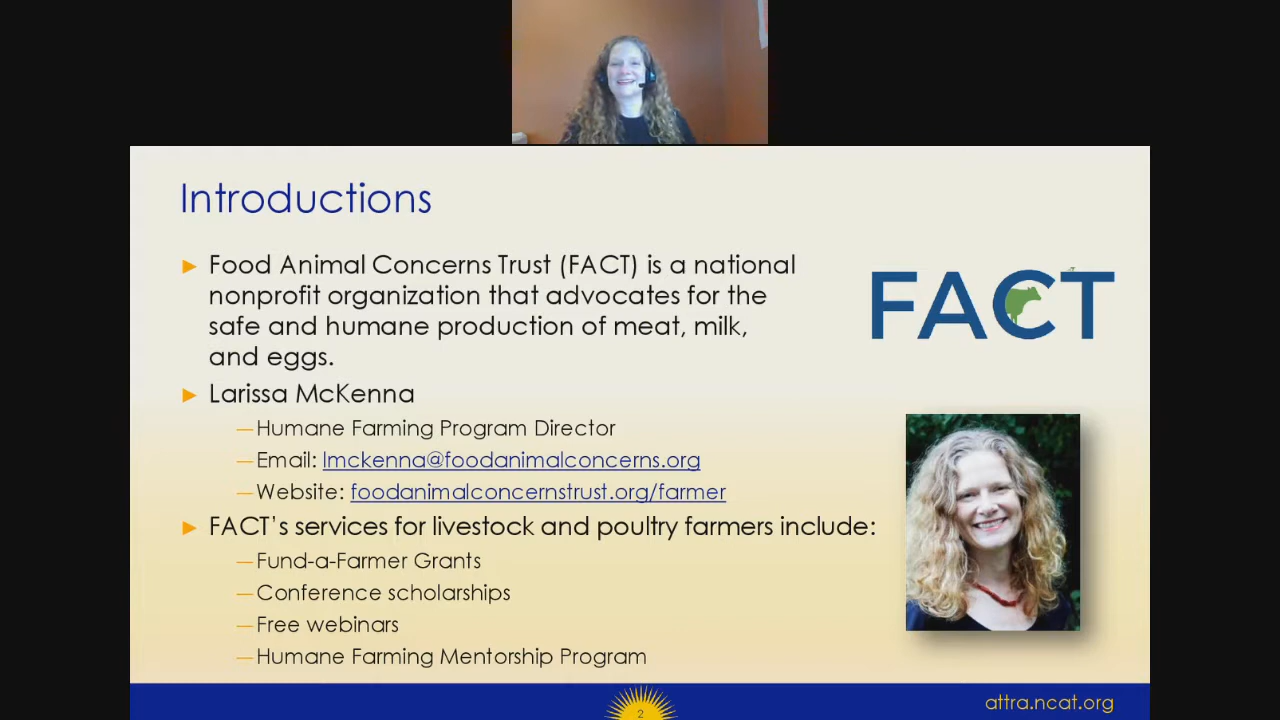 Introductions
► Food Animal Concerns Trust (FACT) is a national
nonprofit organization that advocates for the
safe and humane production of meat, milk,
and eggs.
FACT
► Larissa McKenna
—Humane Farming Program Director
—Email: lmckenna@foodanimalconcerns.org
—Website: foodanimalconcernstrust.org/farmer
► FACT's services for livestock and poultry farmers include:
—Fund-a-Farmer Grants
—Conference scholarships
—Free webinars
—Humane Farming Mentorship Program
2
attra.ncat.org